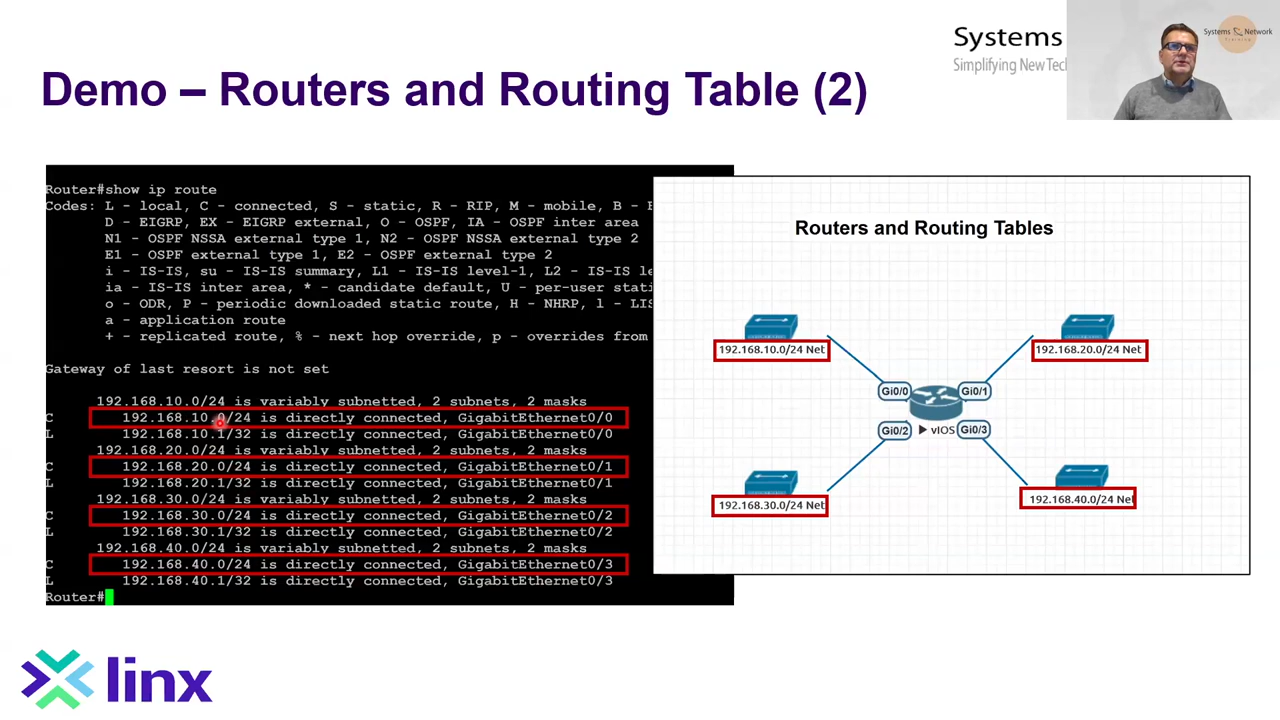 Systems
Simplifying New Tech
Systems Network
Training
Demo – Routers and Routing Table (2)
Router#show ip route
Codes: L - local, C - connected, S - static, R - RIP, M - mobile, B -
D - EIGRP, EX - EIGRP external, O - OSPF, IA - OSPF inter area
N1 - OSPF NSSA external type 1, N2 - OSPF NSSA external type 2
E1 - OSPF external type 1, E2 - OSPF external type 2
i - IS-IS, su - IS-IS summary, L1 - IS-IS level-1, L2 - IS-IS le
ia - IS-IS inter area, * - candidate default, U - per-user stati
o - ODR, P - periodic downloaded static route, H - NHRP, l - LIS
a - application route
+ - replicated route, % - next hop override, p - overrides from
Gateway of last resort is not set
192.168.10.0/24 is variably subnetted, 2 subnets, 2 masks
C 192.168.10.0/24 is directly connected, GigabitEthernet0/0
L 192.168.10.1/32 is directly connected, GigabitEthernet0/0
192.168.20.0/24 is variably subnetted, 2 subnets, 2 masks
C 192.168.20.0/24 is directly connected, GigabitEthernet0/1
L 192.168.20.1/32 is directly connected, GigabitEthernet0/1
192.168.30.0/24 is variably subnetted, 2 subnets, 2 masks
C 192.168.30.0/24 is directly connected, GigabitEthernet0/2
L 192.168.30.1/32 is directly connected, GigabitEthernet0/2
192.168.40.0/24 is variably subnetted, 2 subnets, 2 masks
C 192.168.40.0/24 is directly connected, GigabitEthernet0/3
L 192.168.40.1/32 is directly connected, GigabitEthernet0/3
Router#
Routers and Routing Tables
192.168.10.0/24 Net
192.168.20.0/24 Net
Gi0/0
Gi0/1
Gi0/2
vIOS
Gi0/3
192.168.30.0/24 Net
192.168.40.0/24 Net
linx